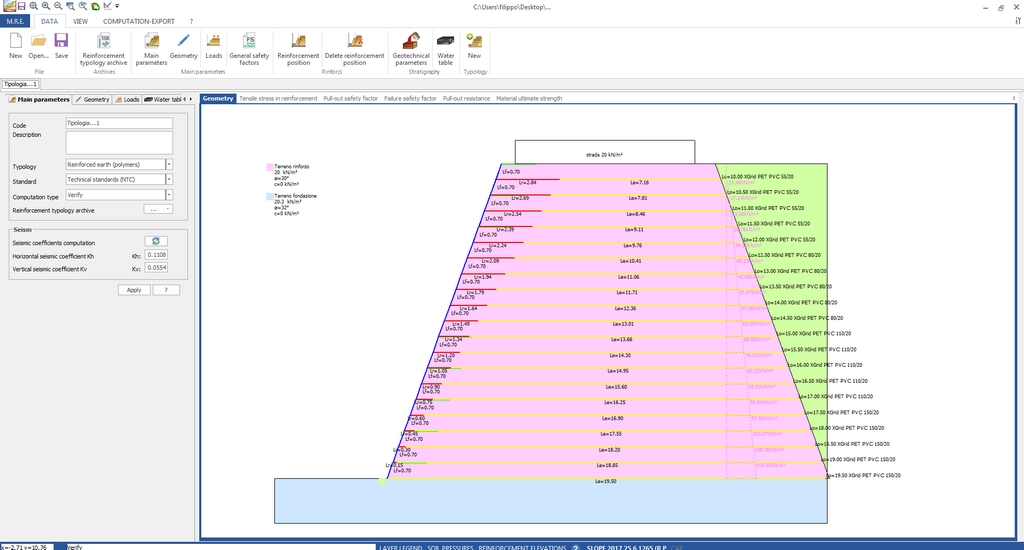 C:\Users\filippo\Desktop\...
M.R.E. DATA VIEW COMPUTATION-EXPORT ?
New Open... Save Reinforcement typology archive Main parameters Geometry Loads General safety factors Reinforcement position Delete reinforcement position Geotechnical parameters Water table New
File Archives Main parameters Rinforzi Stratigraphy Typology
Tipologia...1
Main parameters Geometry Loads Water tabl
Geometry Tensile stress in reinforcement Pull-out safety factor Failure safety factor Pull-out resistance Material ultimate strength
Code Tipologia...1
Description
Typology Reinforced earth (polymers)
Standard Technical standards (NTC)
Computation type Verify
Reinforcement typology archive ...
Seism
Seismic coefficients computation
Horizontal seismic coefficient Kh Kh: 0.1108
Vertical seismic coefficient Kv Kv: 0.0554
Apply ?
Terreno rinforzo
20 kN/m³
ø=30°
c=0 kN/m²
Terreno fondazione
20.3 kN/m³
ø=32°
c=0 kN/m²
strada 20 kN/m²
Lf=0.70
Lo=10.00 XGrid PET PVC 55/20
Lr=2.84 Le=7.16
Lf=0.70
Lo=10.50 XGrid PET PVC 55/20
Lr=2.69 Le=7.81
Lf=0.70
Lo=11.00 XGrid PET PVC 55/20
Lr=2.54 Le=8.46
Lf=0.70
Lo=11.50 XGrid PET PVC 55/20
Lr=2.39 Le=9.11
Lf=0.70
Lo=12.00 XGrid PET PVC 55/20
Lr=2.24 Le=9.76
Lf=0.70
Lo=12.50 XGrid PET PVC 80/20
Lr=2.09 Le=10.41
Lf=0.70
Lo=13.00 XGrid PET PVC 80/20
Lr=1.94 Le=11.06
Lf=0.70
Lo=13.50 XGrid PET PVC 80/20
Lr=1.79 Le=11.71
Lf=0.70
Lo=14.00 XGrid PET PVC 80/20
Lr=1.64 Le=12.36
Lf=0.70
Lo=14.50 XGrid PET PVC 80/20
Lr=1.49 Le=13.01
Lf=0.70
Lo=15.00 XGrid PET PVC 110/20
Lr=1.34 Le=13.66
Lf=0.70
Lo=15.50 XGrid PET PVC 110/20
Lr=1.20 Le=14.30
Lf=0.70
Lo=16.00 XGrid PET PVC 110/20
Lr=1.05 Le=14.95
Lf=0.70
Lo=16.50 XGrid PET PVC 110/20
Lr=0.90 Le=15.60
Lf=0.70
Lo=17.00 XGrid PET PVC 110/20
Lr=0.75 Le=16.25
Lf=0.70
Lo=17.50 XGrid PET PVC 150/20
Lr=0.60 Le=16.90
Lf=0.70
Lo=18.00 XGrid PET PVC 150/20
Lr=0.45 Le=17.55
Lf=0.70
Lo=18.50 XGrid PET PVC 150/20
Lr=0.30 Le=18.20
Lf=0.70
Lo=19.00 XGrid PET PVC 150/20
Lr=0.15 Le=18.85
Lf=0.70
Lo=19.50 XGrid PET PVC 150/20
Le=19.50
x=-2.71 y=10.76 Verify LAYER LEGEND SOIL PRESSURES REINFORCEMENT ELEVATIONS SLOPE 2017.25.6.1265